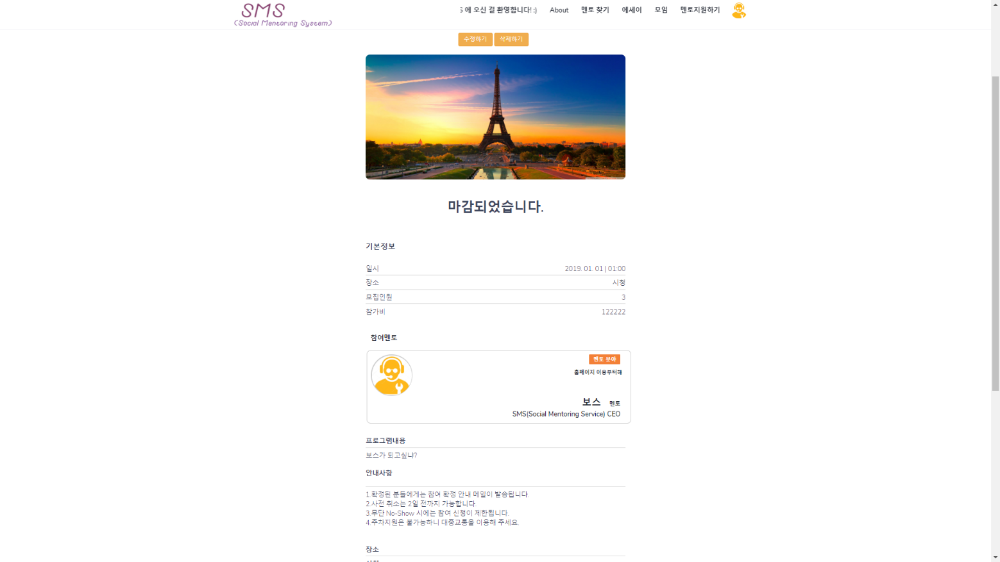 SMS
(Social Mentoring System)
에 오신 걸 환영합니다! :)
About
멘토 찾기
에세이
모임
멘토지원하기
수정하기
삭제하기
마감되었습니다.
기본정보
일시 2019. 01. 01 | 01:00
장소 시청
모집인원 3
참가비 122222
참여멘토
멘토 분야
홈페이지 이용부터해
보스 멘토
SMS(Social Mentoring Service) CEO
프로그램내용
보스가 되고싶냐?
안내사항
1.확정된 분들에게는 참여 확정 안내 메일이 발송됩니다.
2.사전 취소는 2일 전까지 가능합니다.
3.무단 No-Show 시에는 참여 신청이 제한됩니다.
4.주차지원은 불가능하니 대중교통을 이용해 주세요.
장소